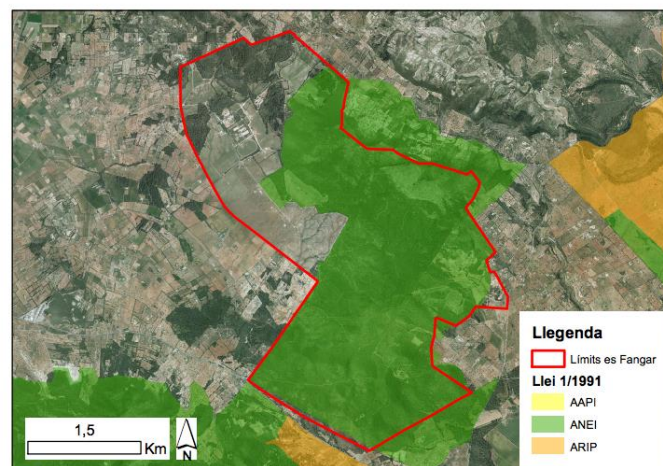 Llegenda
Límits es Fangar
Llei 1/1991
AAPI
ANEI
ARIP
1,5
Km
N